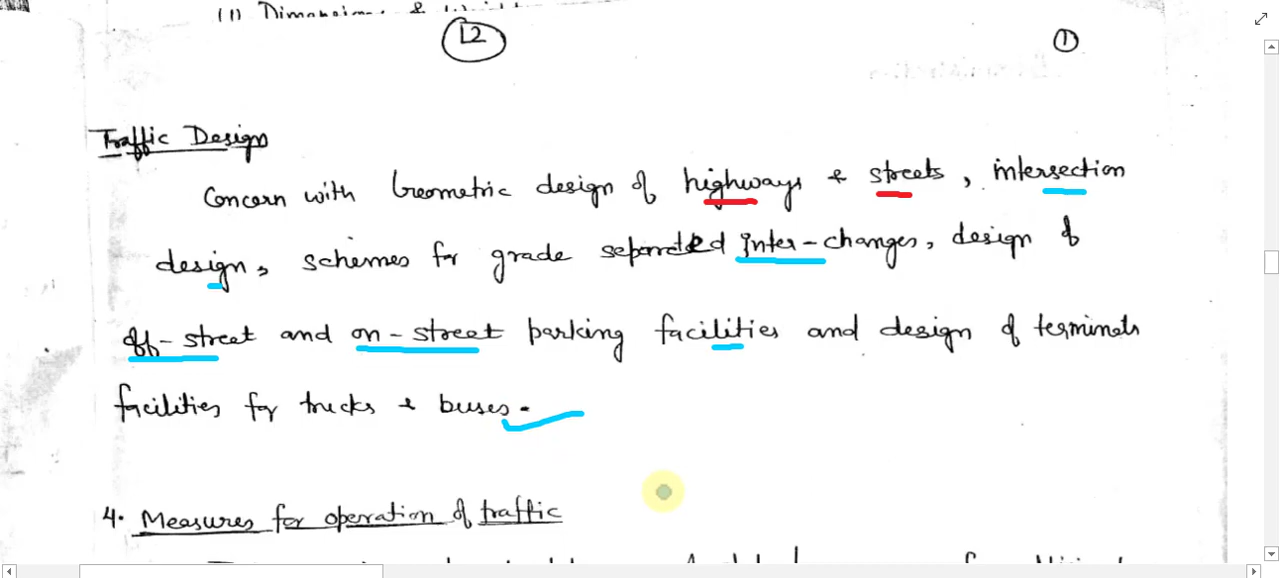 (1) Dimension &
12
1
Traffic Design
Concern with Geometric design of highways & streets, intersection
design, schemes for grade separated inter-changes, design of
off-street and on-street parking facilities and design of terminals
facilities for trucks & buses.
4. Measures for operation of traffic